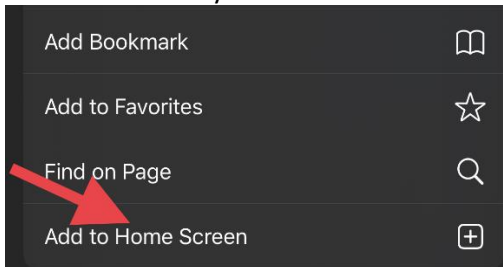 Add Bookmark
Add to Favorites
Find on Page
Add to Home Screen